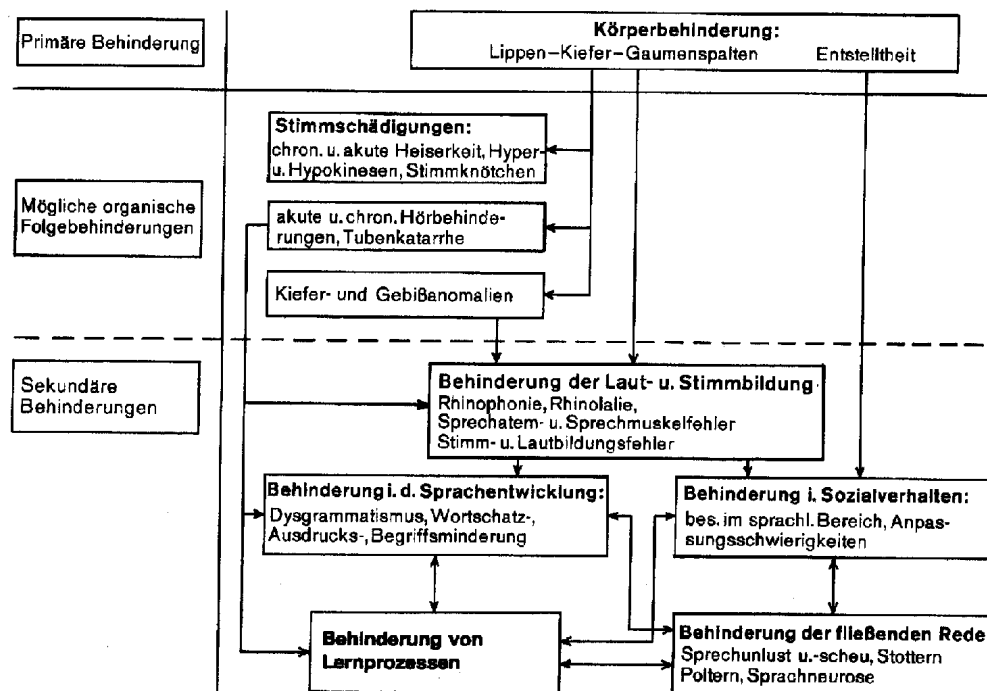 Primäre Behinderung
Körperbehinderung:
Lippen-Kiefer-Gaumenspalten Entstelltheit
Mögliche organische
Folgebehinderungen
Stimmschädigungen:
chron. u. akute Heiserkeit, Hyper-
u. Hypokinesen, Stimmknötchen
akute u. chron. Hörbehinde-
rungen, Tubenkatarrhe
Kiefer- und Gebißanomalien
Sekundäre
Behinderungen
Behinderung der Laut- u. Stimmbildung
Rhinophonie, Rhinolalie,
Sprechatem- u. Sprechmuskelfehler
Stimm- u. Lautbildungsfehler
Behinderung i. d. Sprachentwicklung:
Dysgrammatismus, Wortschatz-,
Ausdrucks-, Begriffsminderung
Behinderung i. Sozialverhalten:
bes. im sprachl. Bereich, Anpas-
sungsschwierigkeiten
Behinderung von
Lernprozessen
Behinderung der fließenden Rede
Sprechunlust u.-scheu, Stottern
Poltern, Sprachneurose